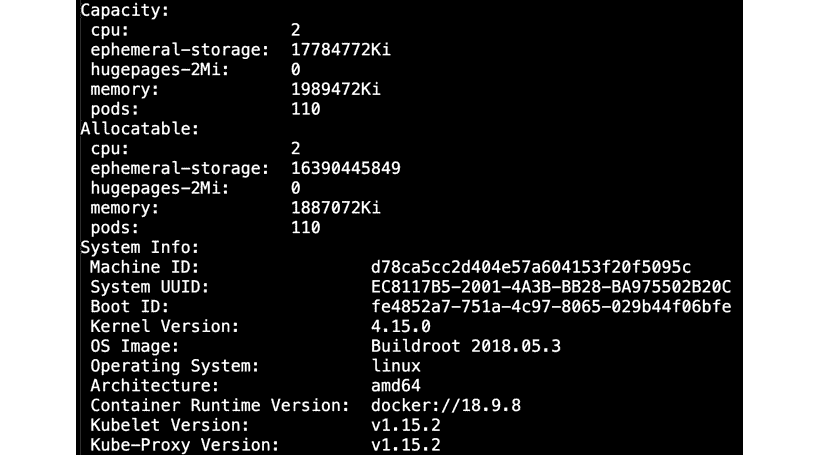 Capacity:
cpu: 2
ephemeral-storage: 17784772Ki
hugepages-2Mi: 0
memory: 1989472Ki
pods: 110
Allocatable:
cpu: 2
ephemeral-storage: 16390445849
hugepages-2Mi: 0
memory: 1887072Ki
pods: 110
System Info:
Machine ID: d78ca5cc2d404e57a604153f20f5095c
System UUID: EC8117B5-2001-4A3B-BB28-BA975502B20C
Boot ID: fe4852a7-751a-4c97-8065-029b44f06bfe
Kernel Version: 4.15.0
OS Image: Buildroot 2018.05.3
Operating System: linux
Architecture: amd64
Container Runtime Version: docker://18.9.8
Kubelet Version: v1.15.2
Kube-Proxy Version: v1.15.2